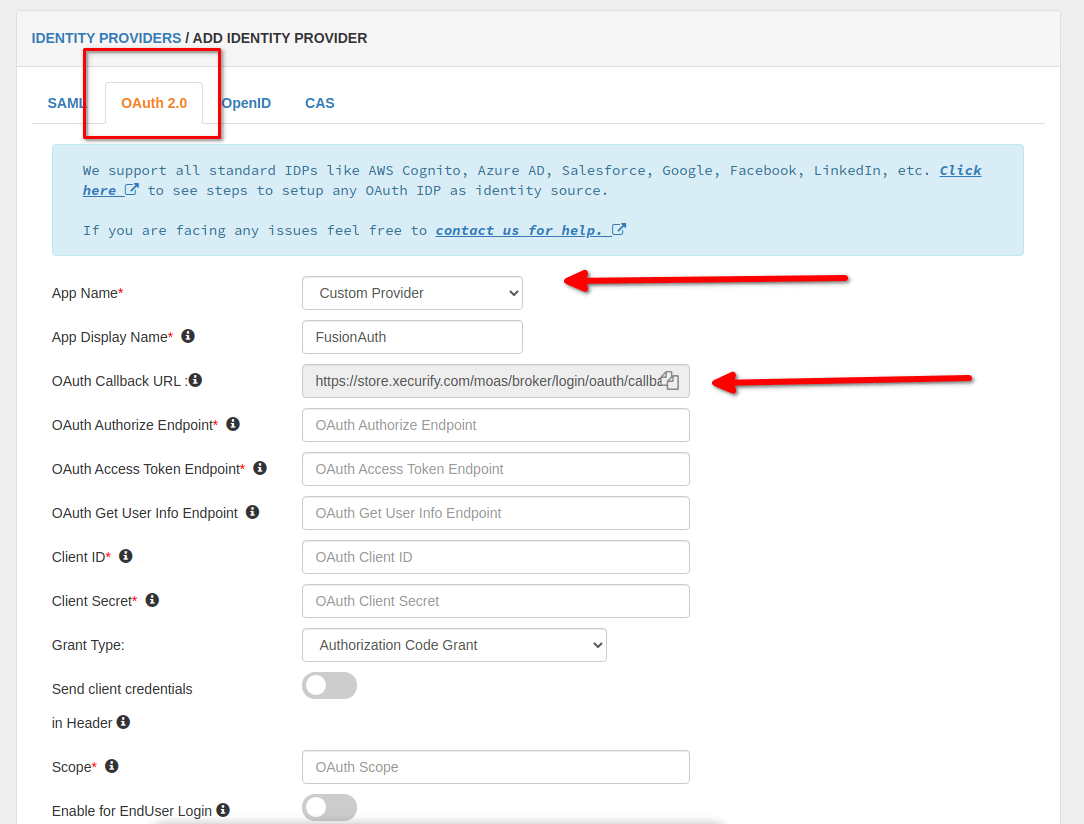 IDENTITY PROVIDERS / ADD IDENTITY PROVIDER
SAML OAuth 2.0 OpenID CAS
We support all standard IDPs like AWS Cognito, Azure AD, Salesforce, Google, Facebook, LinkedIn, etc. Click
here to see steps to setup any OAuth IDP as identity source.
If you are facing any issues feel free to contact us for help.
App Name* Custom Provider
App Display Name* FusionAuth
OAuth Callback URL : https://store.xecurify.com/moas/broker/login/oauth/callba
OAuth Authorize Endpoint* OAuth Authorize Endpoint
OAuth Access Token Endpoint* OAuth Access Token Endpoint
OAuth Get User Info Endpoint OAuth Get User Info Endpoint
Client ID* OAuth Client ID
Client Secret* OAuth Client Secret
Grant Type: Authorization Code Grant
Send client credentials
in Header
Scope* OAuth Scope
Enable for EndUser Login